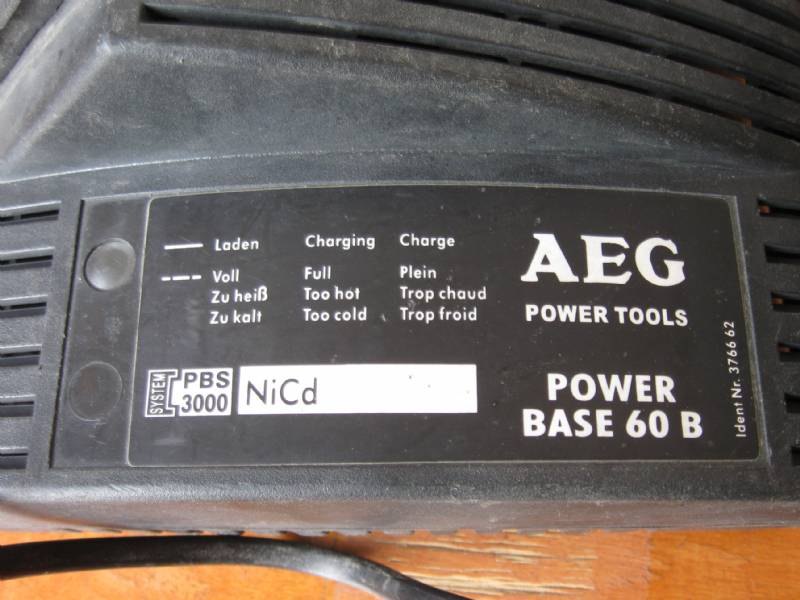 Laden Charging Charge
Voll Full Plein
Zu heiß Too hot Trop chaud
Zu kalt Too cold Trop froid
AEG
POWER TOOLS
SYSTEM PBS 3000
NiCd
POWER
BASE 60 B
Ident Nr. 3766 62